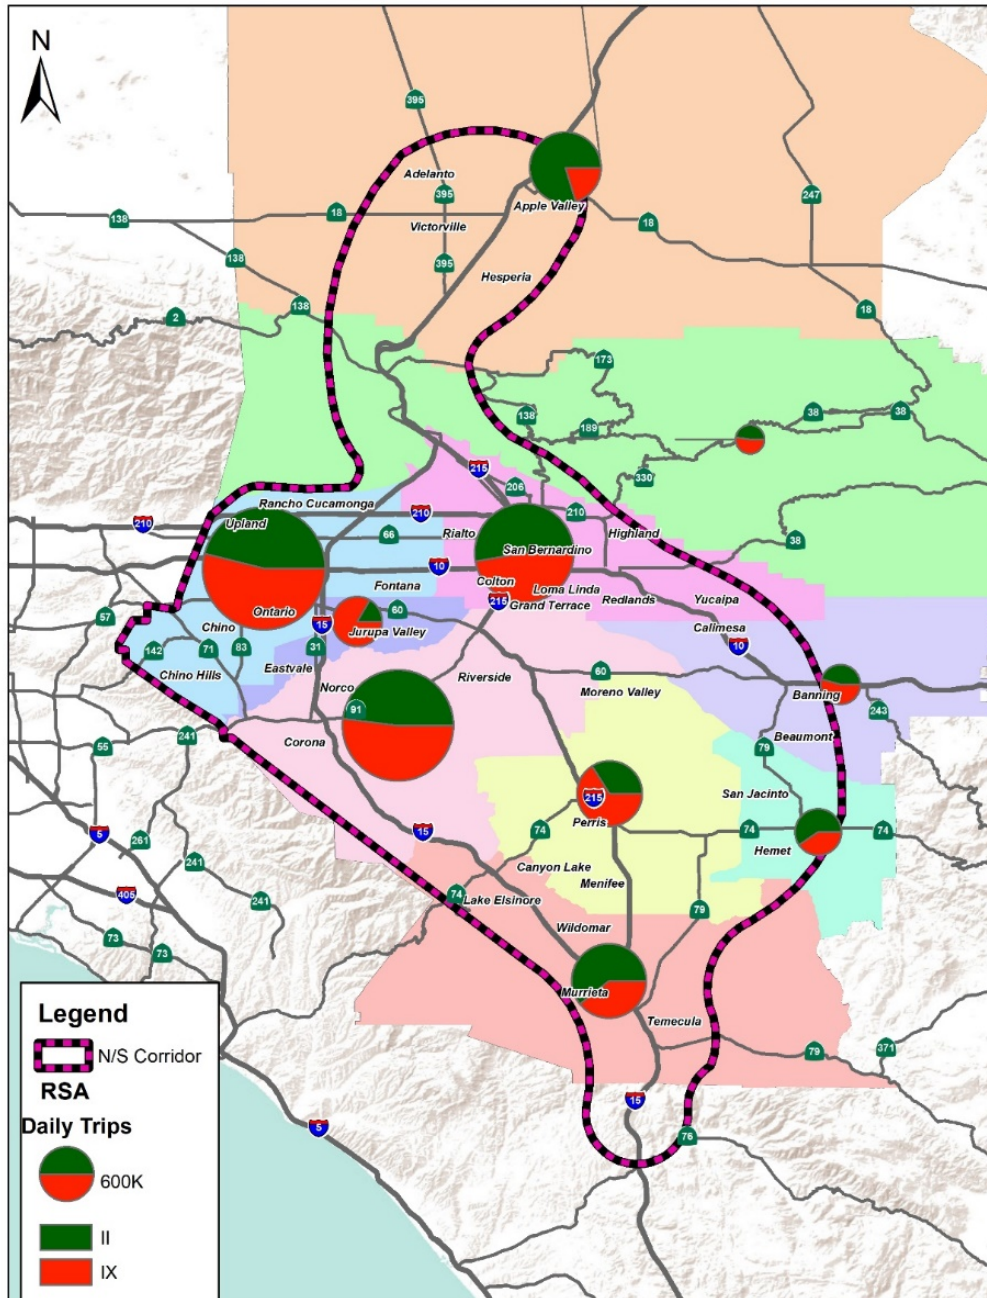 N
395
Adelanto
395
247
Apple Valley
138
18
Victorville
18
138
395
Hesperia
138
18
2
173
138
189
38
38
215
330
206
Rancho Cucamonga
210
Upland
210
210
66
Rialto
Highland
38
San Bernardino
10
Fontana
Colton
Loma Linda
215
Grand Terrace
Redlands
Yucaipa
57
Ontario
60
Chino
15
Jurupa Valley
Calimesa
142
71
83
31
10
Chino Hills
Eastvale
Riverside
60
Norco
Moreno Valley
Banning
91
243
241
Corona
Beaumont
55
79
San Jacinto
215
Perris
5
15
74
74
74
261
Hemet
241
Canyon Lake
Menifee
405
241
74
Lake Elsinore
79
Wildomar
73
73
Murrieta
Temecula
Legend
371
79
N/S Corridor
RSA
15
Daily Trips
5
76
600K
II
IX